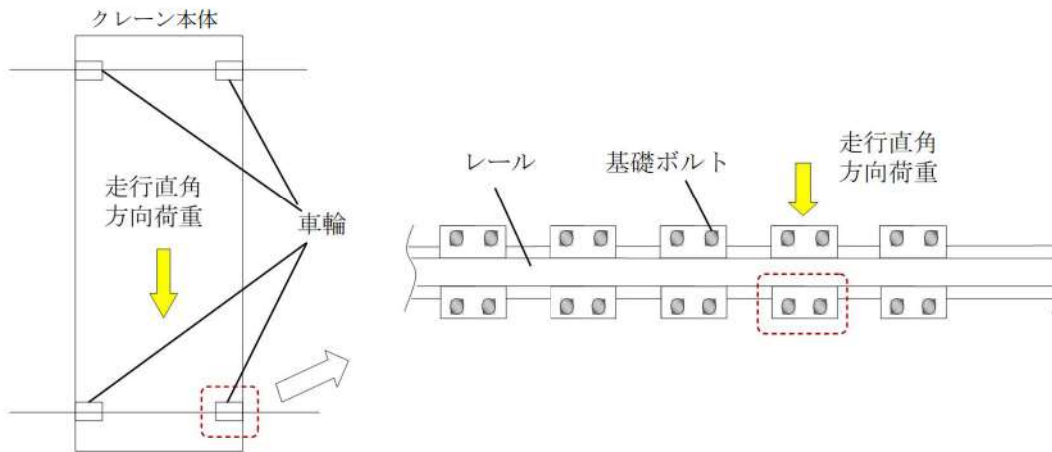 クレーン本体
走行直角
方向荷重
車輪
レール
基礎ボルト
走行直角
方向荷重